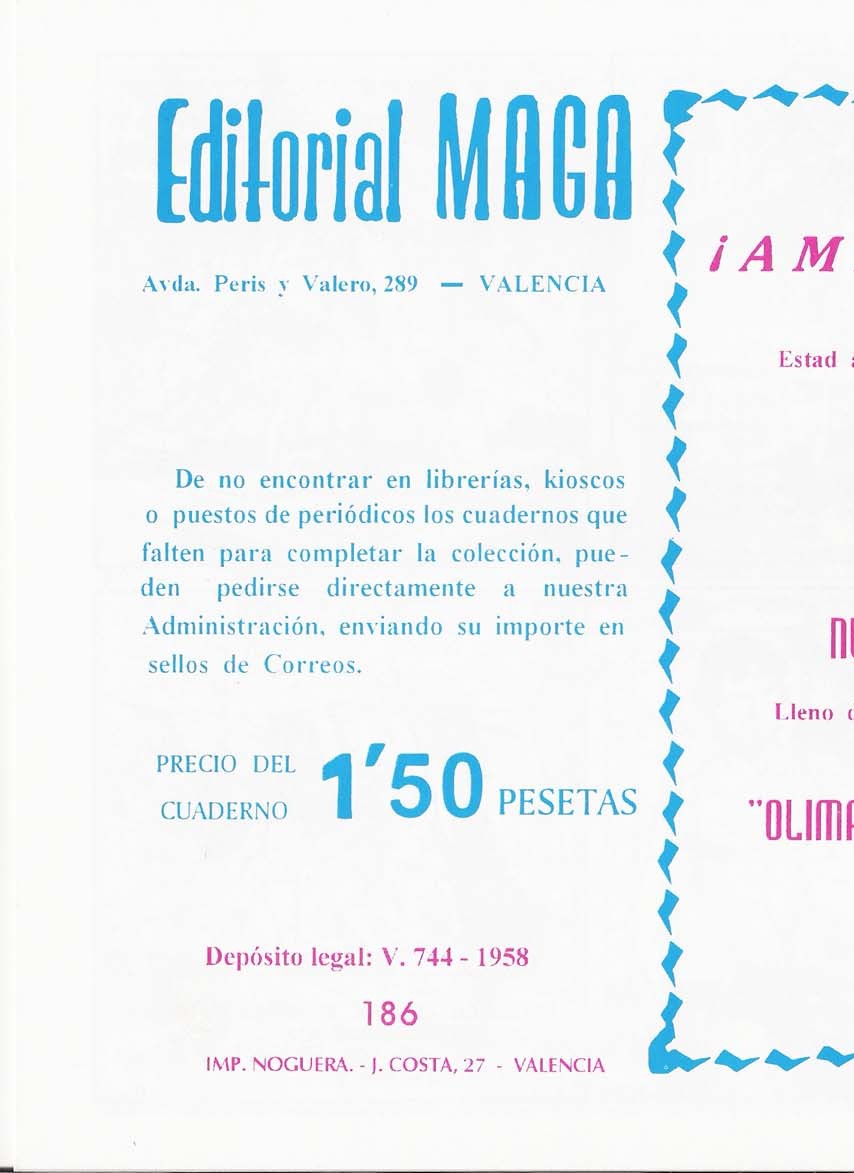 Editorial MAGA
Avda. Peris y Valero, 289 — VALENCIA
De no encontrar en librerías, kioscos
o puestos de periódicos los cuadernos que
falten para completar la colección, pue-
den pedirse directamente a nuestra
Administración, enviando su importe en
sellos de Correos.
PRECIO DEL
CUADERNO 1'50 PESETAS
Depósito legal: V. 744 - 1958
186
IMP. NOGUERA. - J. COSTA, 27 - VALENCIA
¡AM
Estad
Lleno